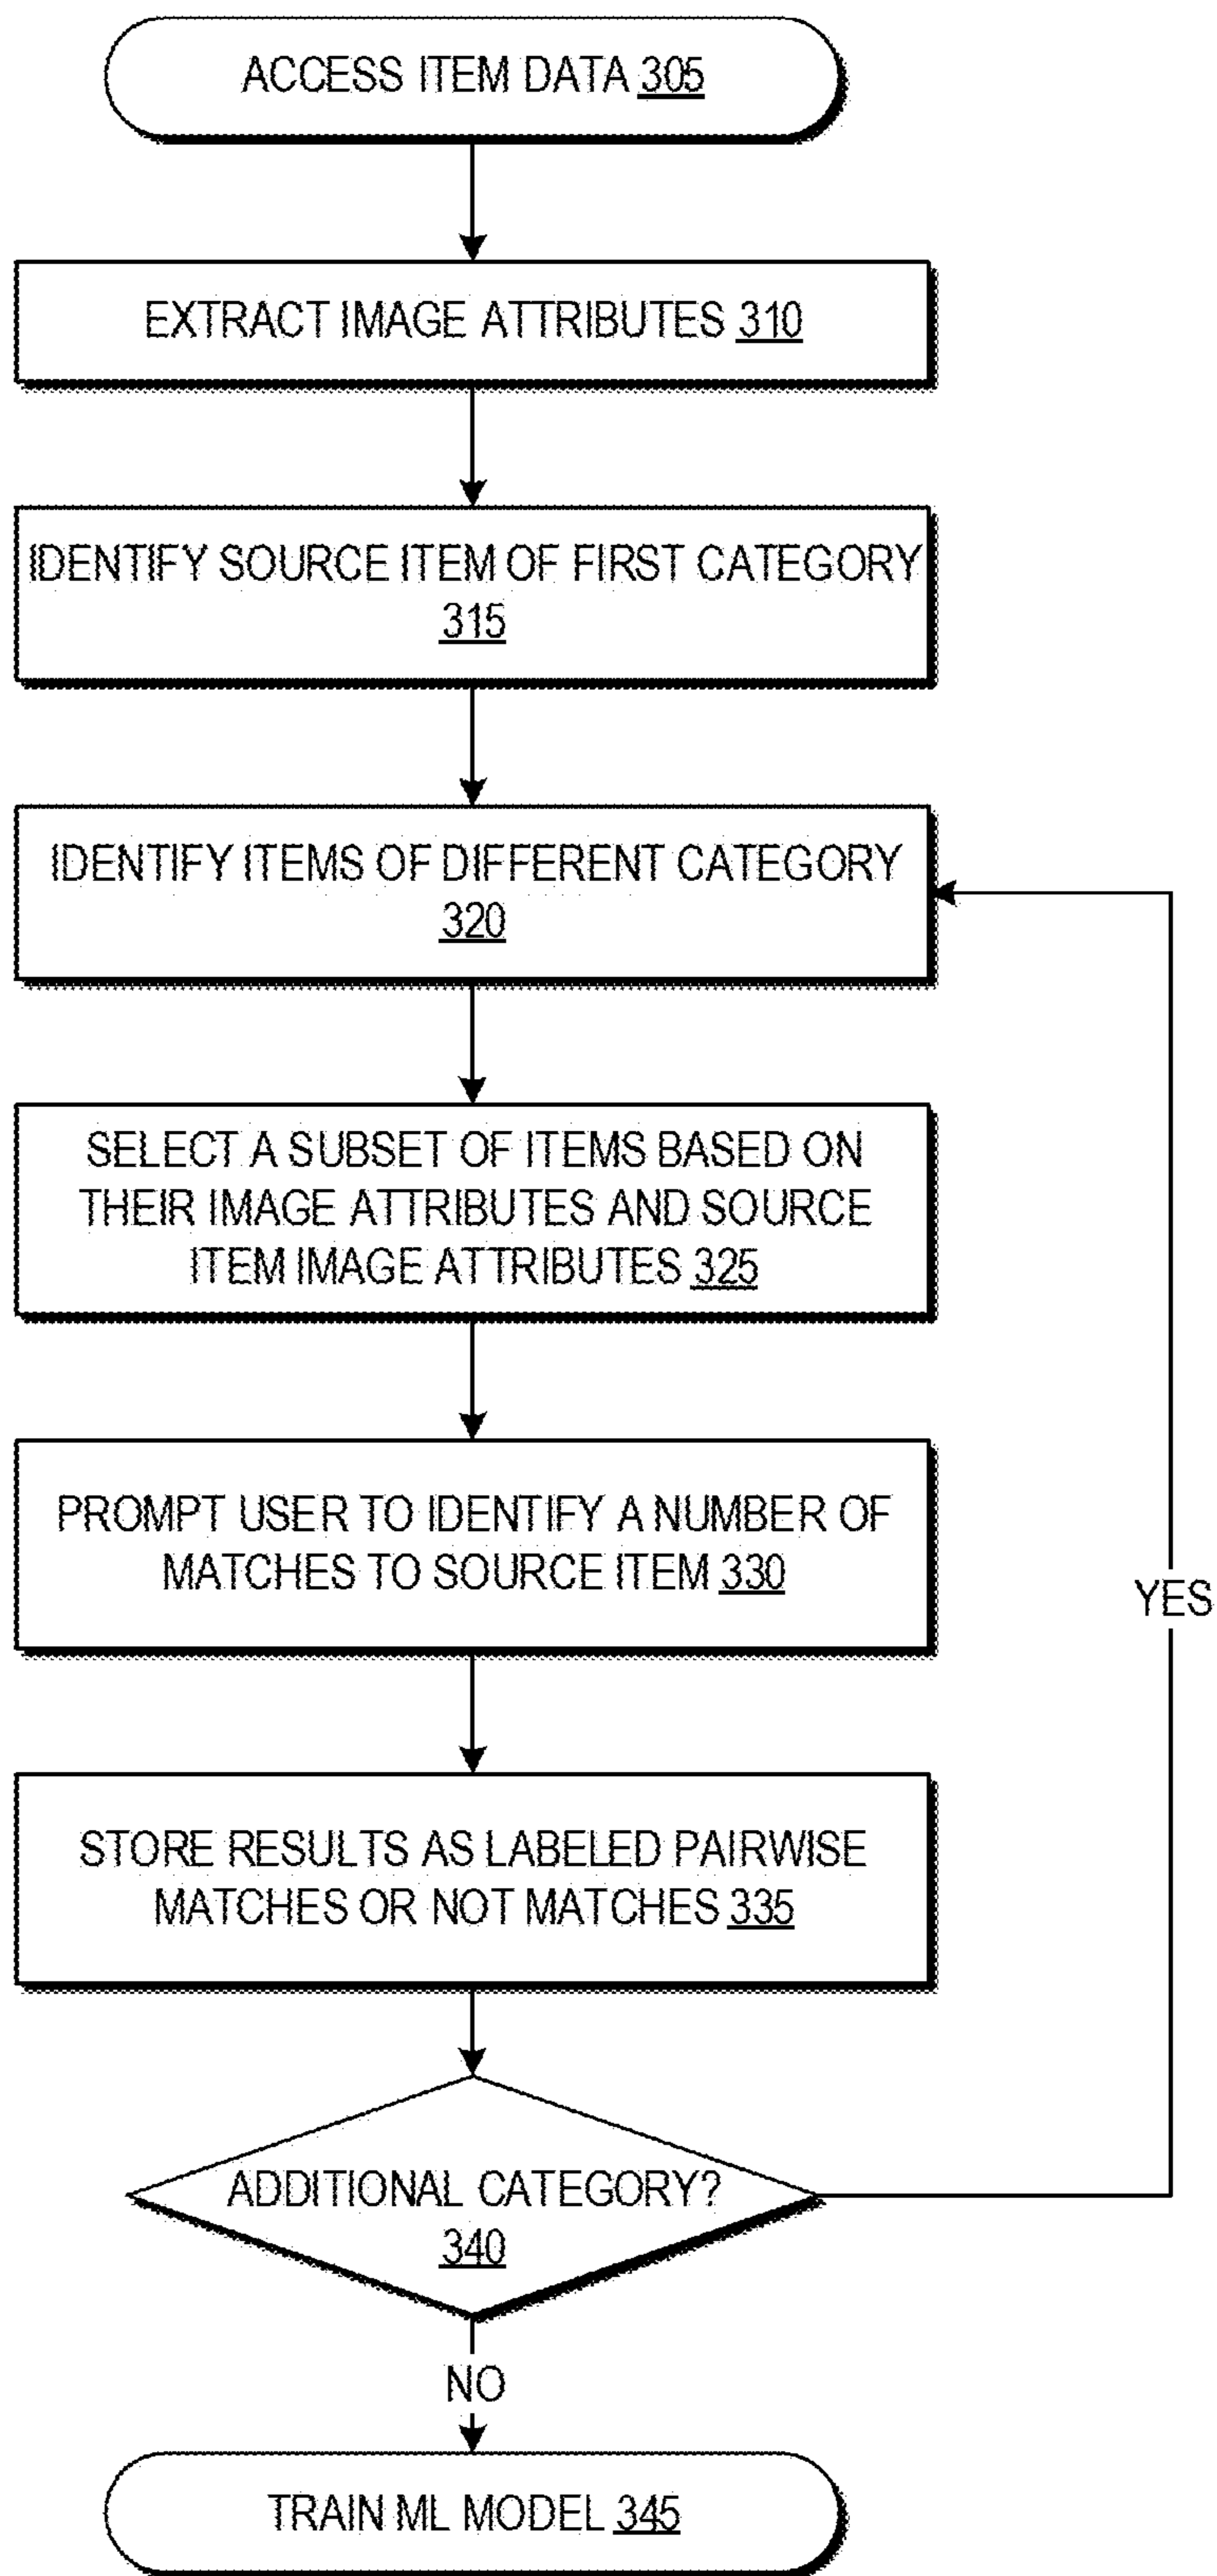 ACCESS ITEM DATA 305
EXTRACT IMAGE ATTRIBUTES 310
IDENTIFY SOURCE ITEM OF FIRST CATEGORY
315
IDENTIFY ITEMS OF DIFFERENT CATEGORY
320
SELECT A SUBSET OF ITEMS BASED ON
THEIR IMAGE ATTRIBUTES AND SOURCE
ITEM IMAGE ATTRIBUTES 325
PROMPT USER TO IDENTIFY A NUMBER OF
MATCHES TO SOURCE ITEM 330
YES
STORE RESULTS AS LABELED PAIRWISE
MATCHES OR NOT MATCHES 335
ADDITIONAL CATEGORY?
340
NO
TRAIN ML MODEL 345